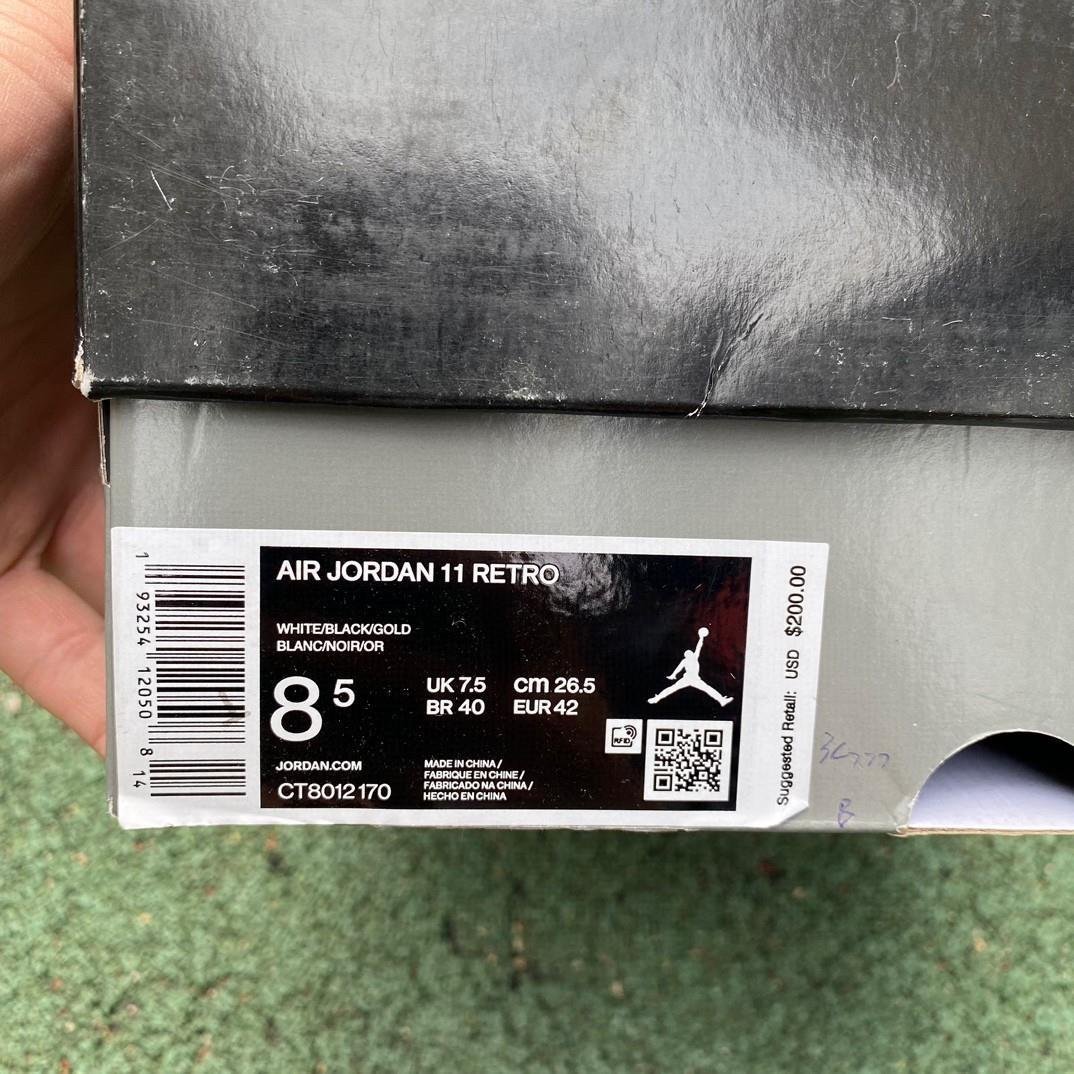 AIR JORDAN 11 RETRO
WHITE/BLACK/GOLD
BLANC/NOIR/OR
8 5
UK 7.5 cm 26.5
BR 40 EUR 42
RFID
JORDAN.COM
CT8012 170
MADE IN CHINA /
FABRIQUE EN CHINE /
FABRICADO NA CHINA /
HECHO EN CHINA
1 93254 12050 8 14
Suggested Retail: USD $200.00